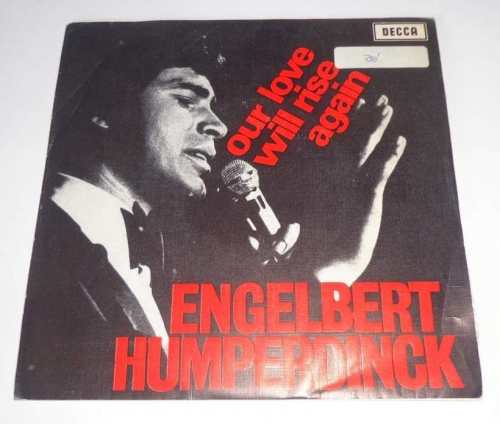 DECCA
our love
will rise
again
ENGELBERT
HUMPERDINCK